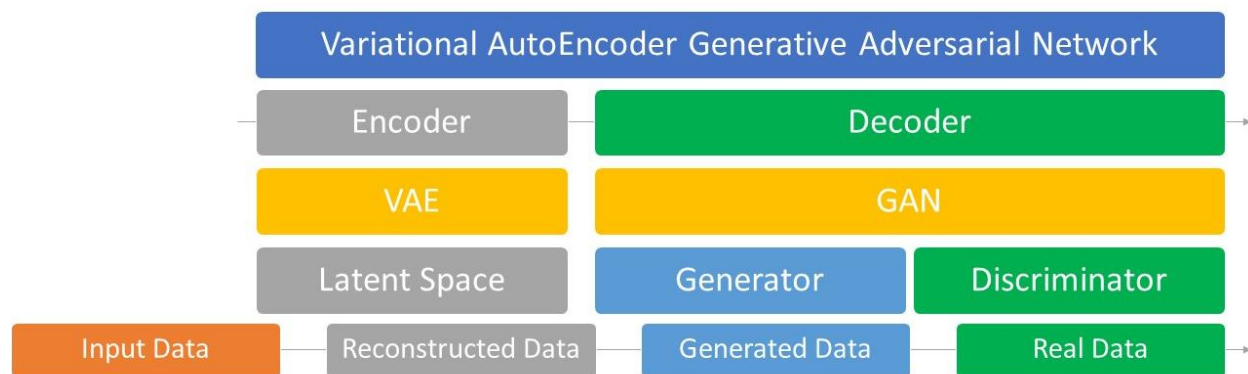 Variational AutoEncoder Generative Adversarial Network
Encoder
Decoder
VAE
GAN
Latent Space
Generator
Discriminator
Input Data
Reconstructed Data
Generated Data
Real Data